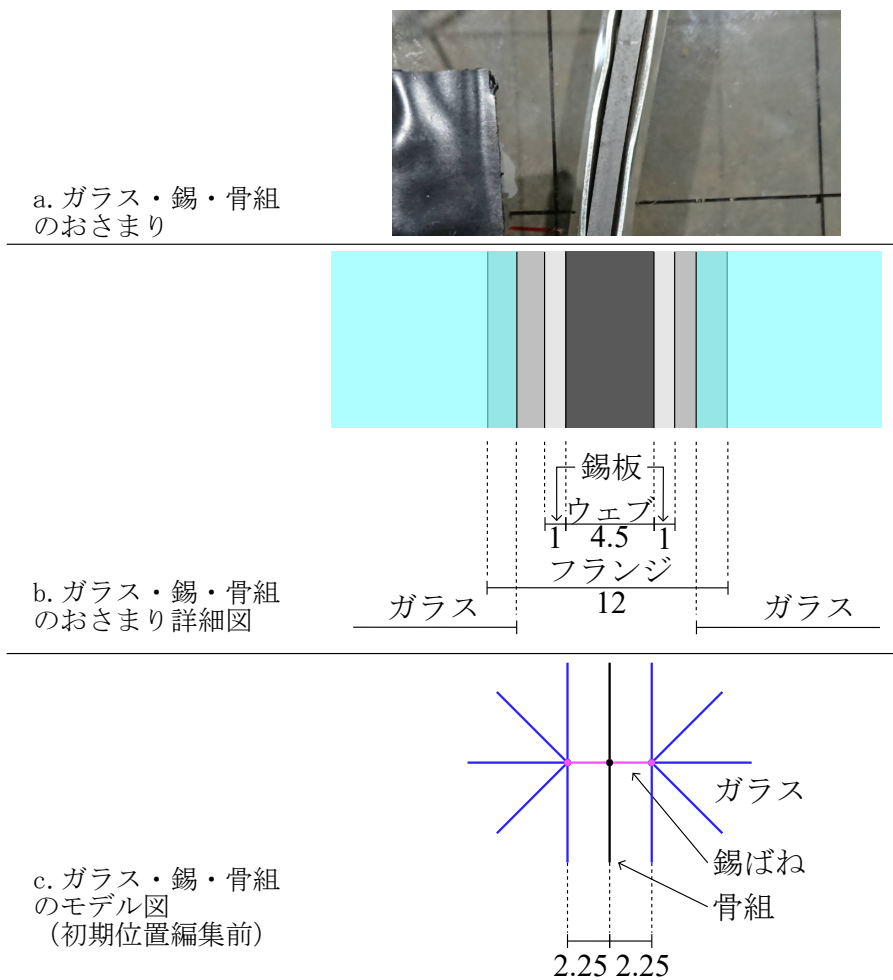 a.ガラス・錫・骨組
のおさまり
錫板
ウェブ
1 4.5 1
フランジ
12
ガラス ガラス
b.ガラス・錫・骨組
のおさまり詳細図
ガラス
錫ばね
骨組
c.ガラス・錫・骨組
のモデル図
（初期位置編集前）
2.25 2.25